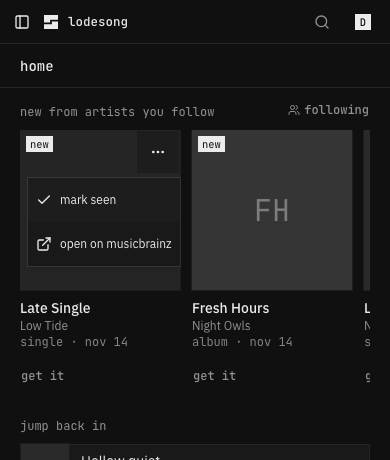 lodesong
D
home
new from artists you follow
following
new
new
mark seen
open on musicbrainz
FH
Late Single
Low Tide
single · nov 14
get it
Fresh Hours
Night Owls
album · nov 14
get it
jump back in